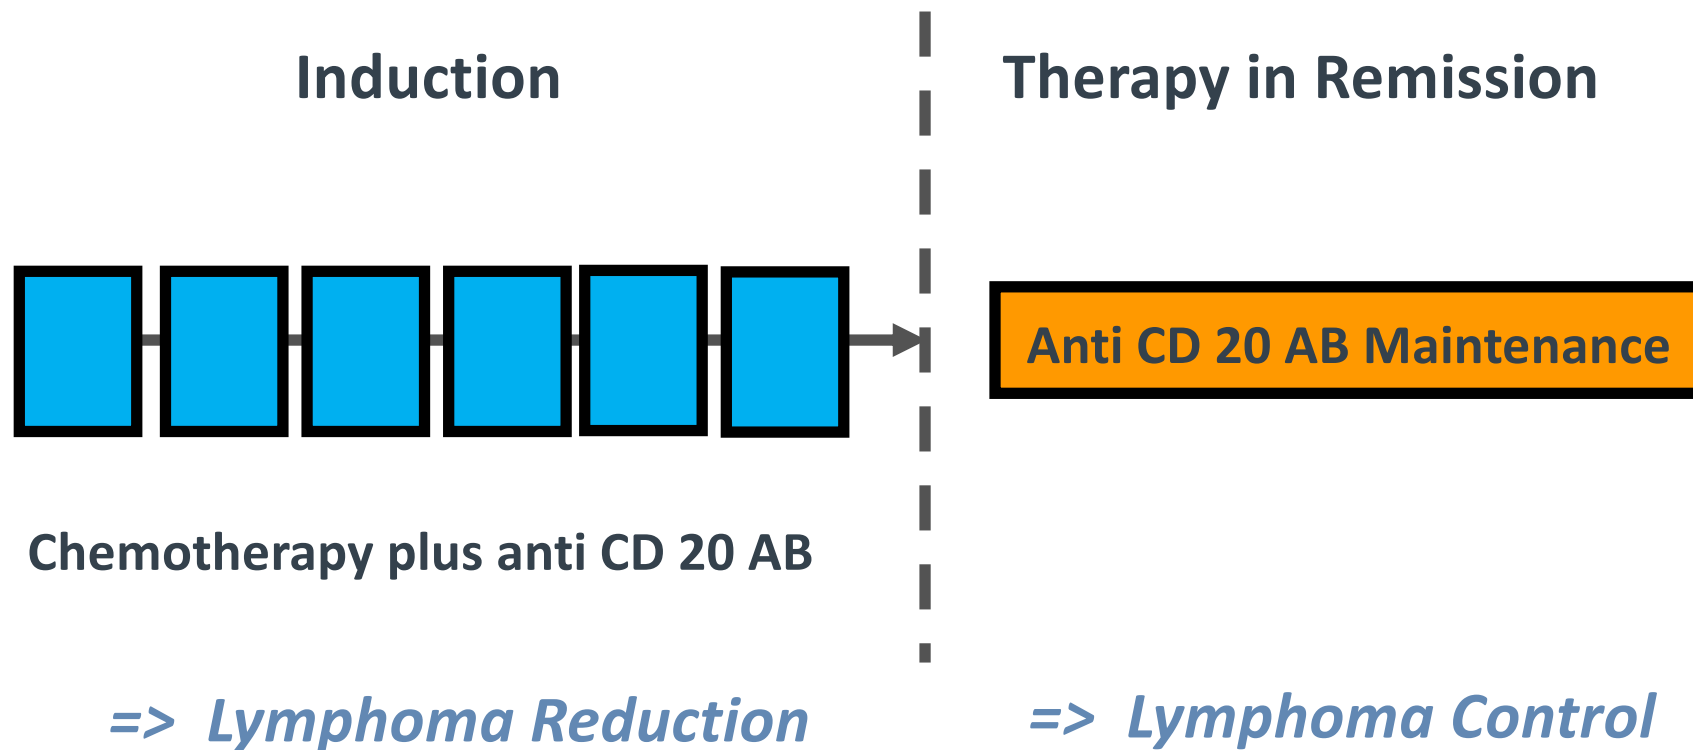 Induction
Therapy in Remission
Anti CD 20 AB Maintenance
Chemotherapy plus anti CD 20 AB
=> Lymphoma Reduction
=> Lymphoma Control